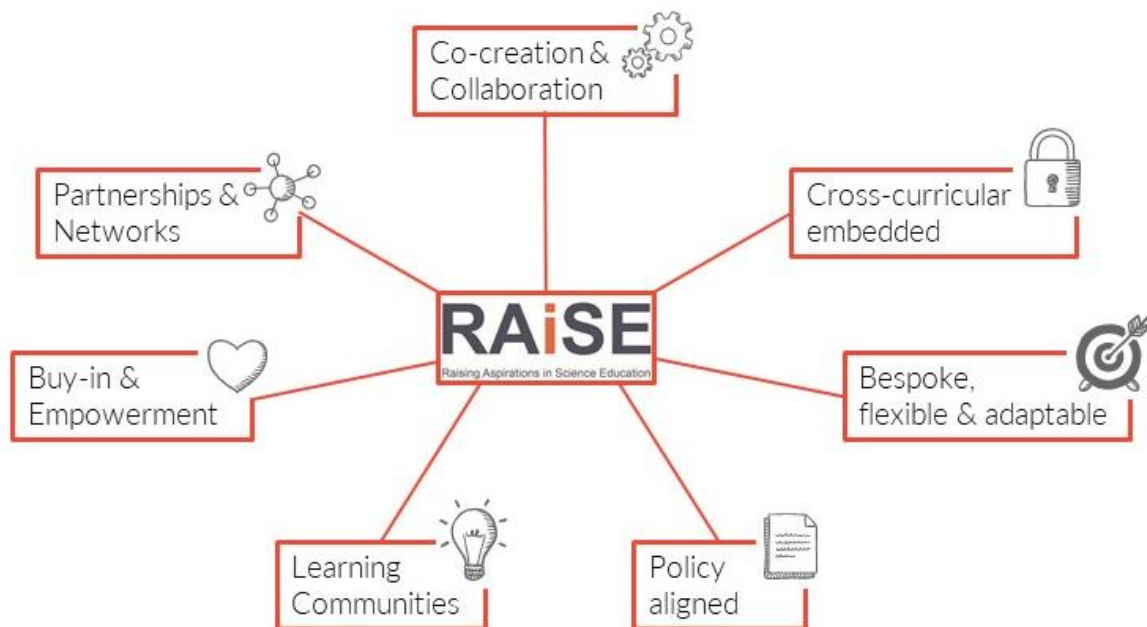 Co-creation &
Collaboration
Partnerships &
Networks
Cross-curricular
embedded
RAiSE
Raising Aspirations in Science Education
Buy-in &
Empowerment
Bespoke,
flexible & adaptable
Learning
Communities
Policy
aligned